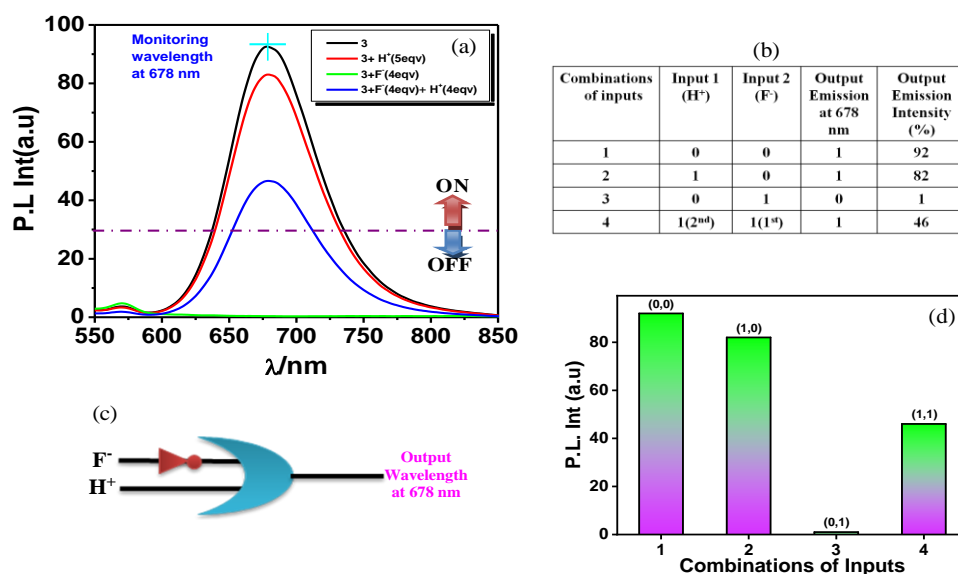 (a)
Monitoring
wavelength
at 678 nm
3
3+ H⁺(5eqv)
3+F⁻(4eqv)
3+F⁻(4eqv)+ H⁺(4eqv)
P.L Int(a.u)
100
80
60
40
20
0
ON
OFF
550 600 650 700 750 800 850
λ/nm
(b)
Combinations of inputs | Input 1 (H⁺) | Input 2 (F⁻) | Output Emission at 678 nm | Output Emission Intensity (%)
1 0 0 1 92
2 1 0 1 82
3 0 1 0 1
4 1(2ⁿᵈ) 1(1ˢᵗ) 1 46
(c)
F⁻
H⁺
Output
Wavelength
at 678 nm
(d)
P.L. Int (a.u)
80
60
40
20
0
(0,0)
(1,0)
(0,1)
(1,1)
1 2 3 4
Combinations of Inputs